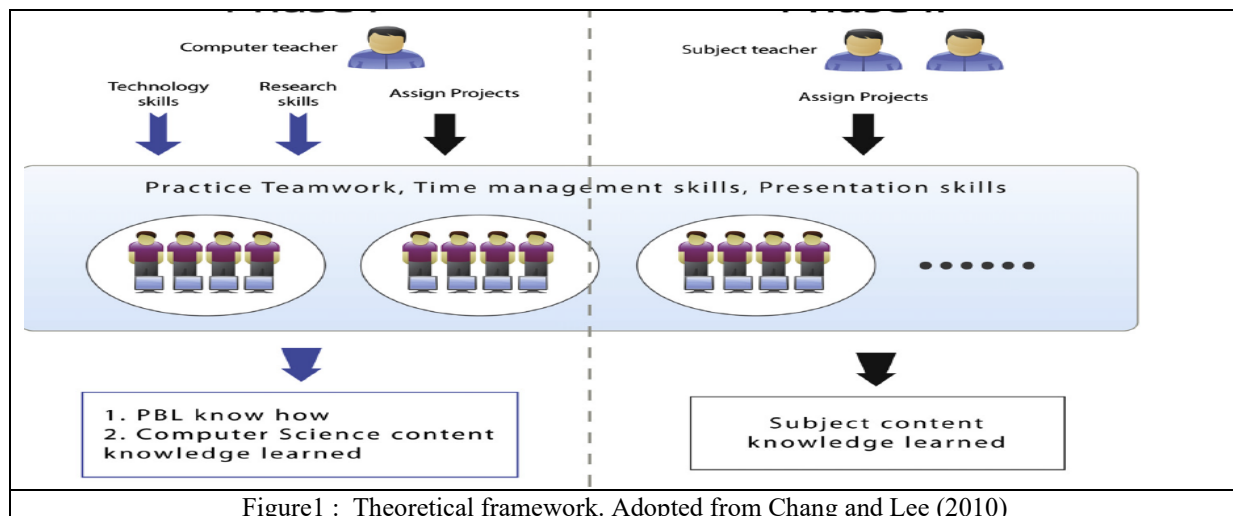 Computer teacher
Subject teacher
Technology
skills
Research
skills
Assign Projects
Assign Projects
Practice Teamwork, Time management skills, Presentation skills
1. PBL know how
2. Computer Science content
knowledge learned
Subject content
knowledge learned
Figure1 : Theoretical framework. Adopted from Chang and Lee (2010)